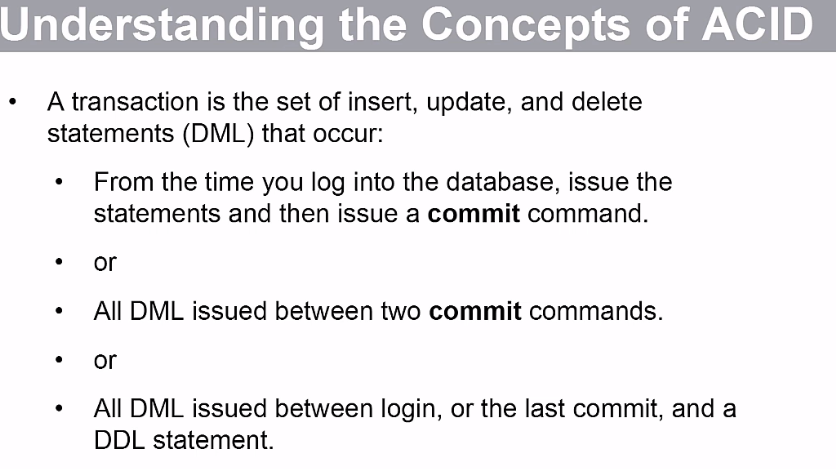 Understanding the Concepts of ACID
• A transaction is the set of insert, update, and delete
statements (DML) that occur:
• From the time you log into the database, issue the
statements and then issue a commit command.
• or
• All DML issued between two commit commands.
• or
• All DML issued between login, or the last commit, and a
DDL statement.